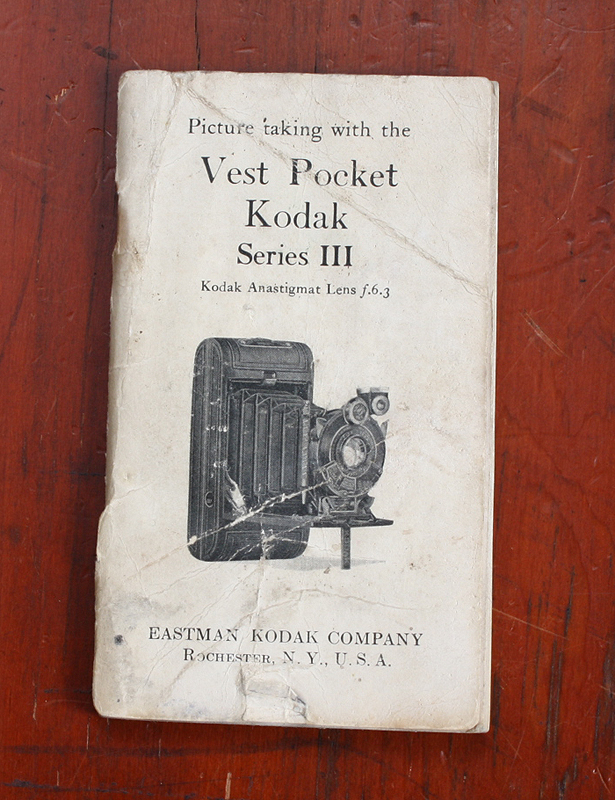 Picture taking with the
Vest Pocket
Kodak
Series III
Kodak Anastigmat Lens f.6.3
EASTMAN KODAK COMPANY
ROCHESTER, N. Y., U. S. A.